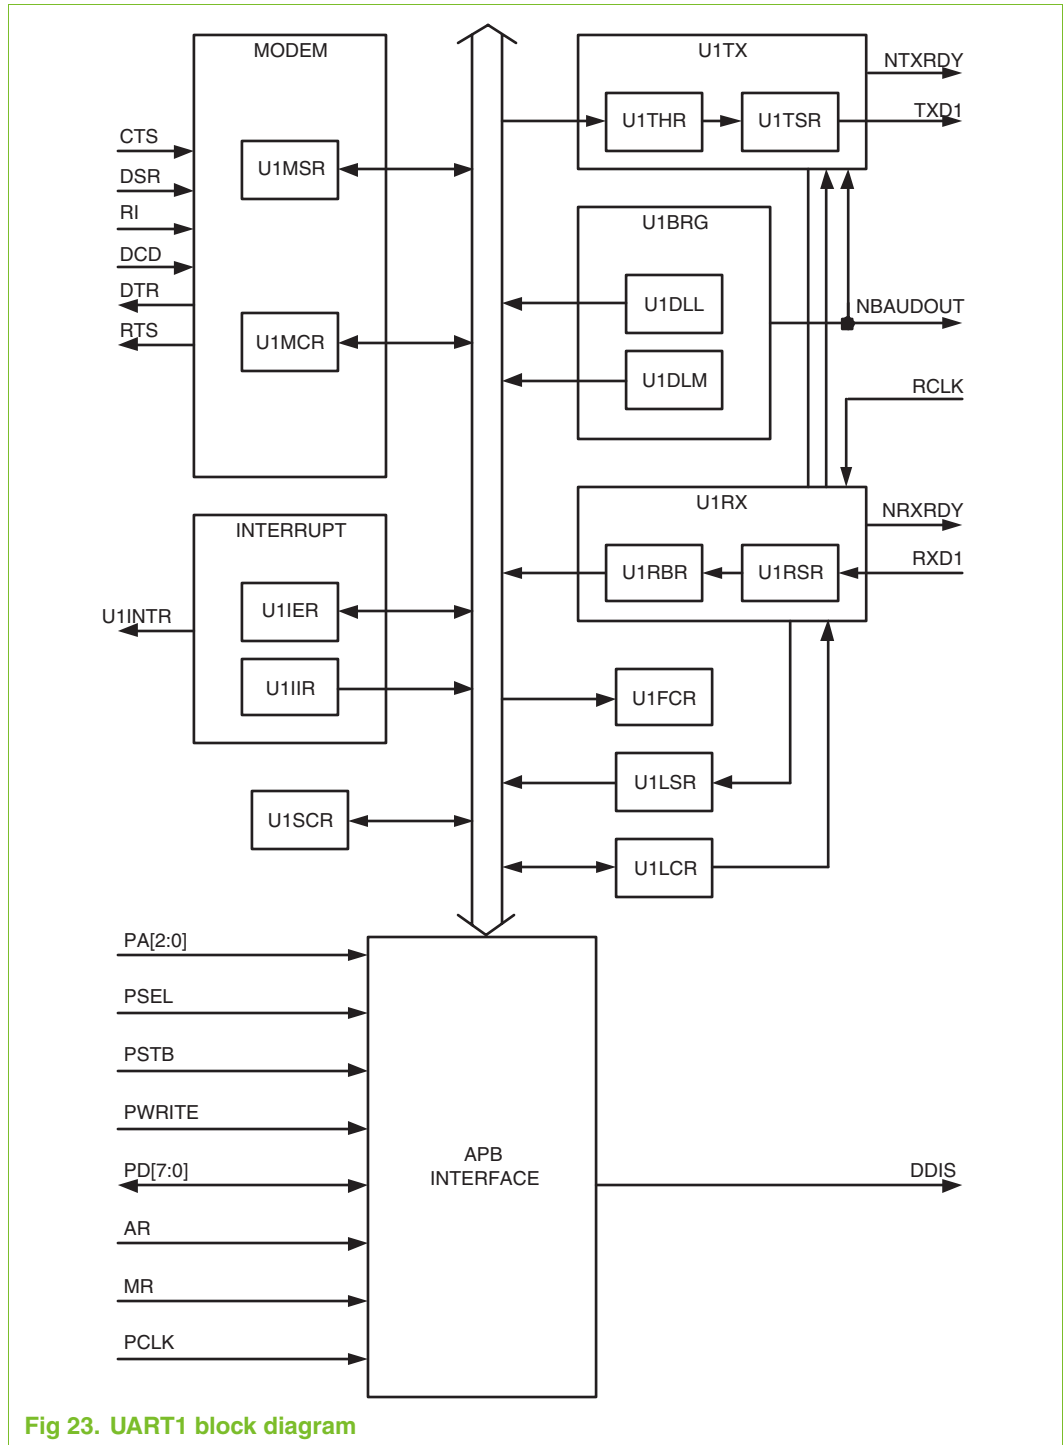 MODEM
CTS
DSR
RI
DCD
DTR
RTS
U1MSR
U1MCR
U1TX
U1THR
U1TSR
NTXRDY
TXD1
U1BRG
U1DLL
U1DLM
NBAUDOUT
RCLK
U1RX
U1RBR
U1RSR
NRXRDY
RXD1
INTERRUPT
U1INTR
U1IER
U1IIR
U1FCR
U1LSR
U1SCR
U1LCR
PA[2:0]
PSEL
PSTB
PWRITE
PD[7:0]
AR
MR
PCLK
APB
INTERFACE
DDIS
Fig 23. UART1 block diagram